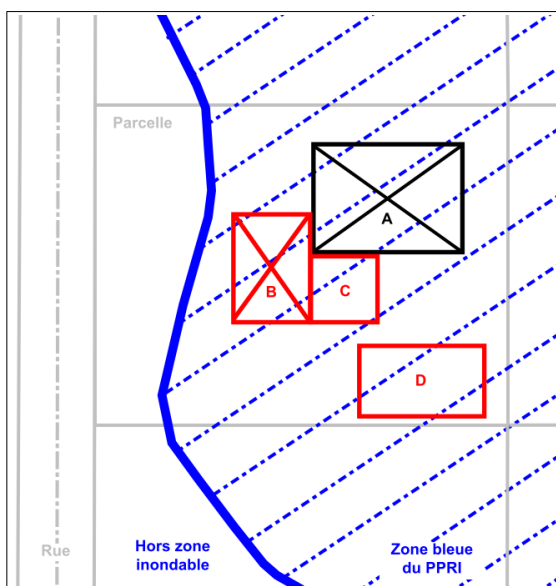 Parcelle
A
B
C
D
Rue
Hors zone
inondable
Zone bleue
du PPRI